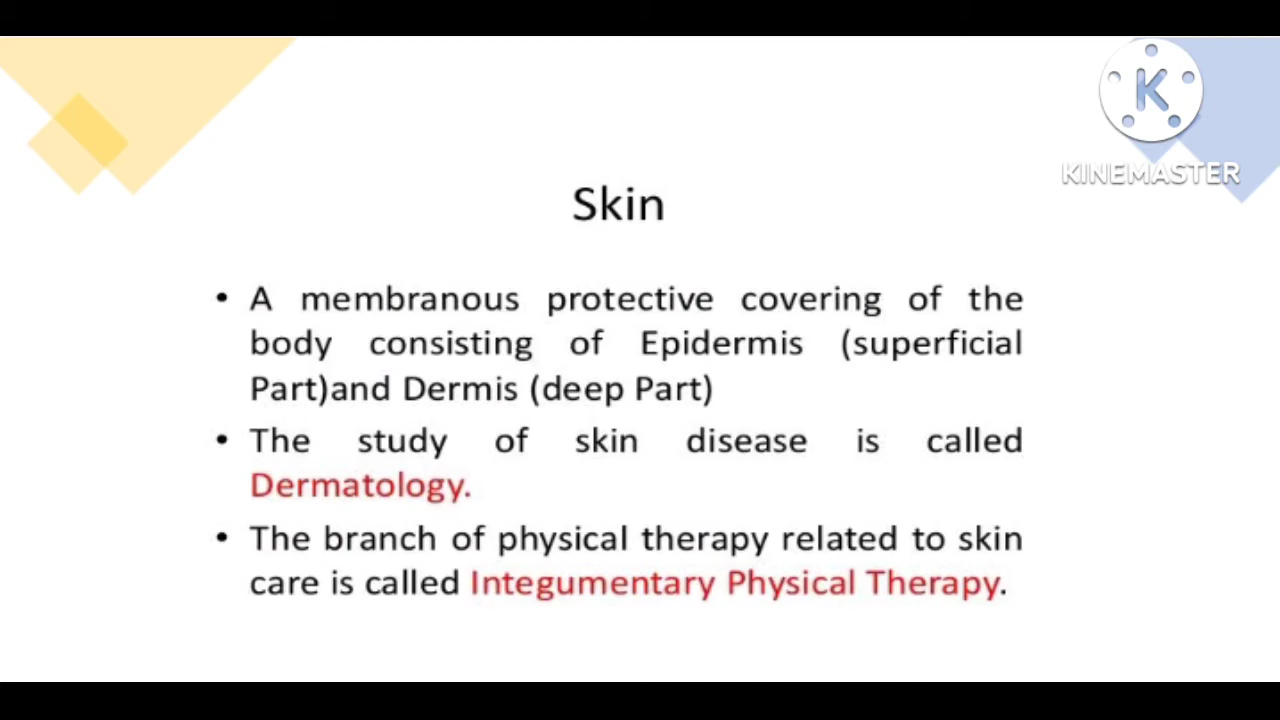 K
KINEMASTER
Skin
• A membranous protective covering of the
body consisting of Epidermis (superficial
Part)and Dermis (deep Part)
• The study of skin disease is called
Dermatology.
• The branch of physical therapy related to skin
care is called Integumentary Physical Therapy.